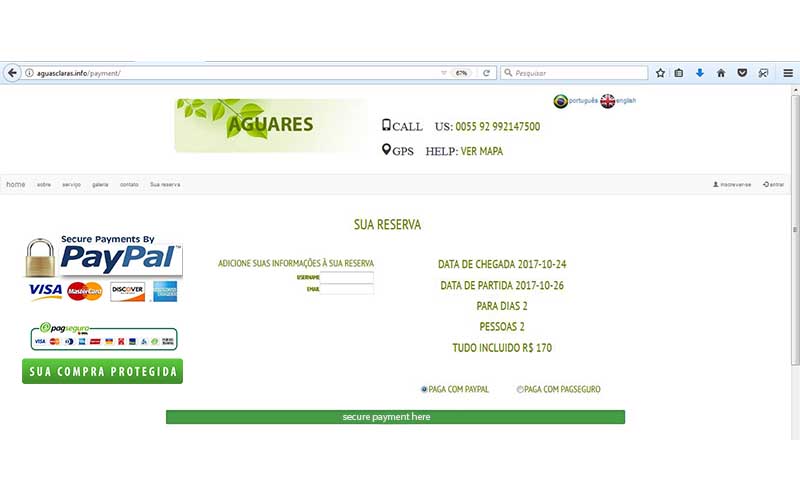 aguasclaras.info/payment/
67%
Pesquisar
português english
AGUARES
CALL US: 0055 92 992147500
GPS HELP: VER MAPA
home sobre serviço galeria contato Sua reserva
inscrever-se entrar
SUA RESERVA
Secure Payments By
PayPal™
VISA MasterCard DISCOVER
pagseguro
VISA
SUA COMPRA PROTEGIDA
ADICIONE SUAS INFORMAÇÕES À SUA RESERVA
USERNAME
EMAIL
DATA DE CHEGADA 2017-10-24
DATA DE PARTIDA 2017-10-26
PARA DIAS 2
PESSOAS 2
TUDO INCLUIDO R$ 170
PAGA COM PAYPAL PAGA COM PAGSEGURO
secure payment here